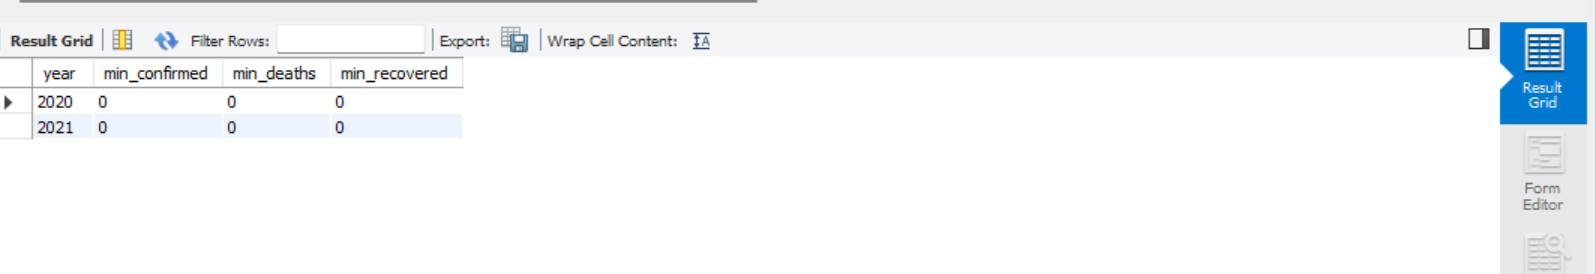 Result Grid Filter Rows: Export: Wrap Cell Content: IA
year min_confirmed min_deaths min_recovered
2020 0 0 0
2021 0 0 0
Result
Grid
Form
Editor